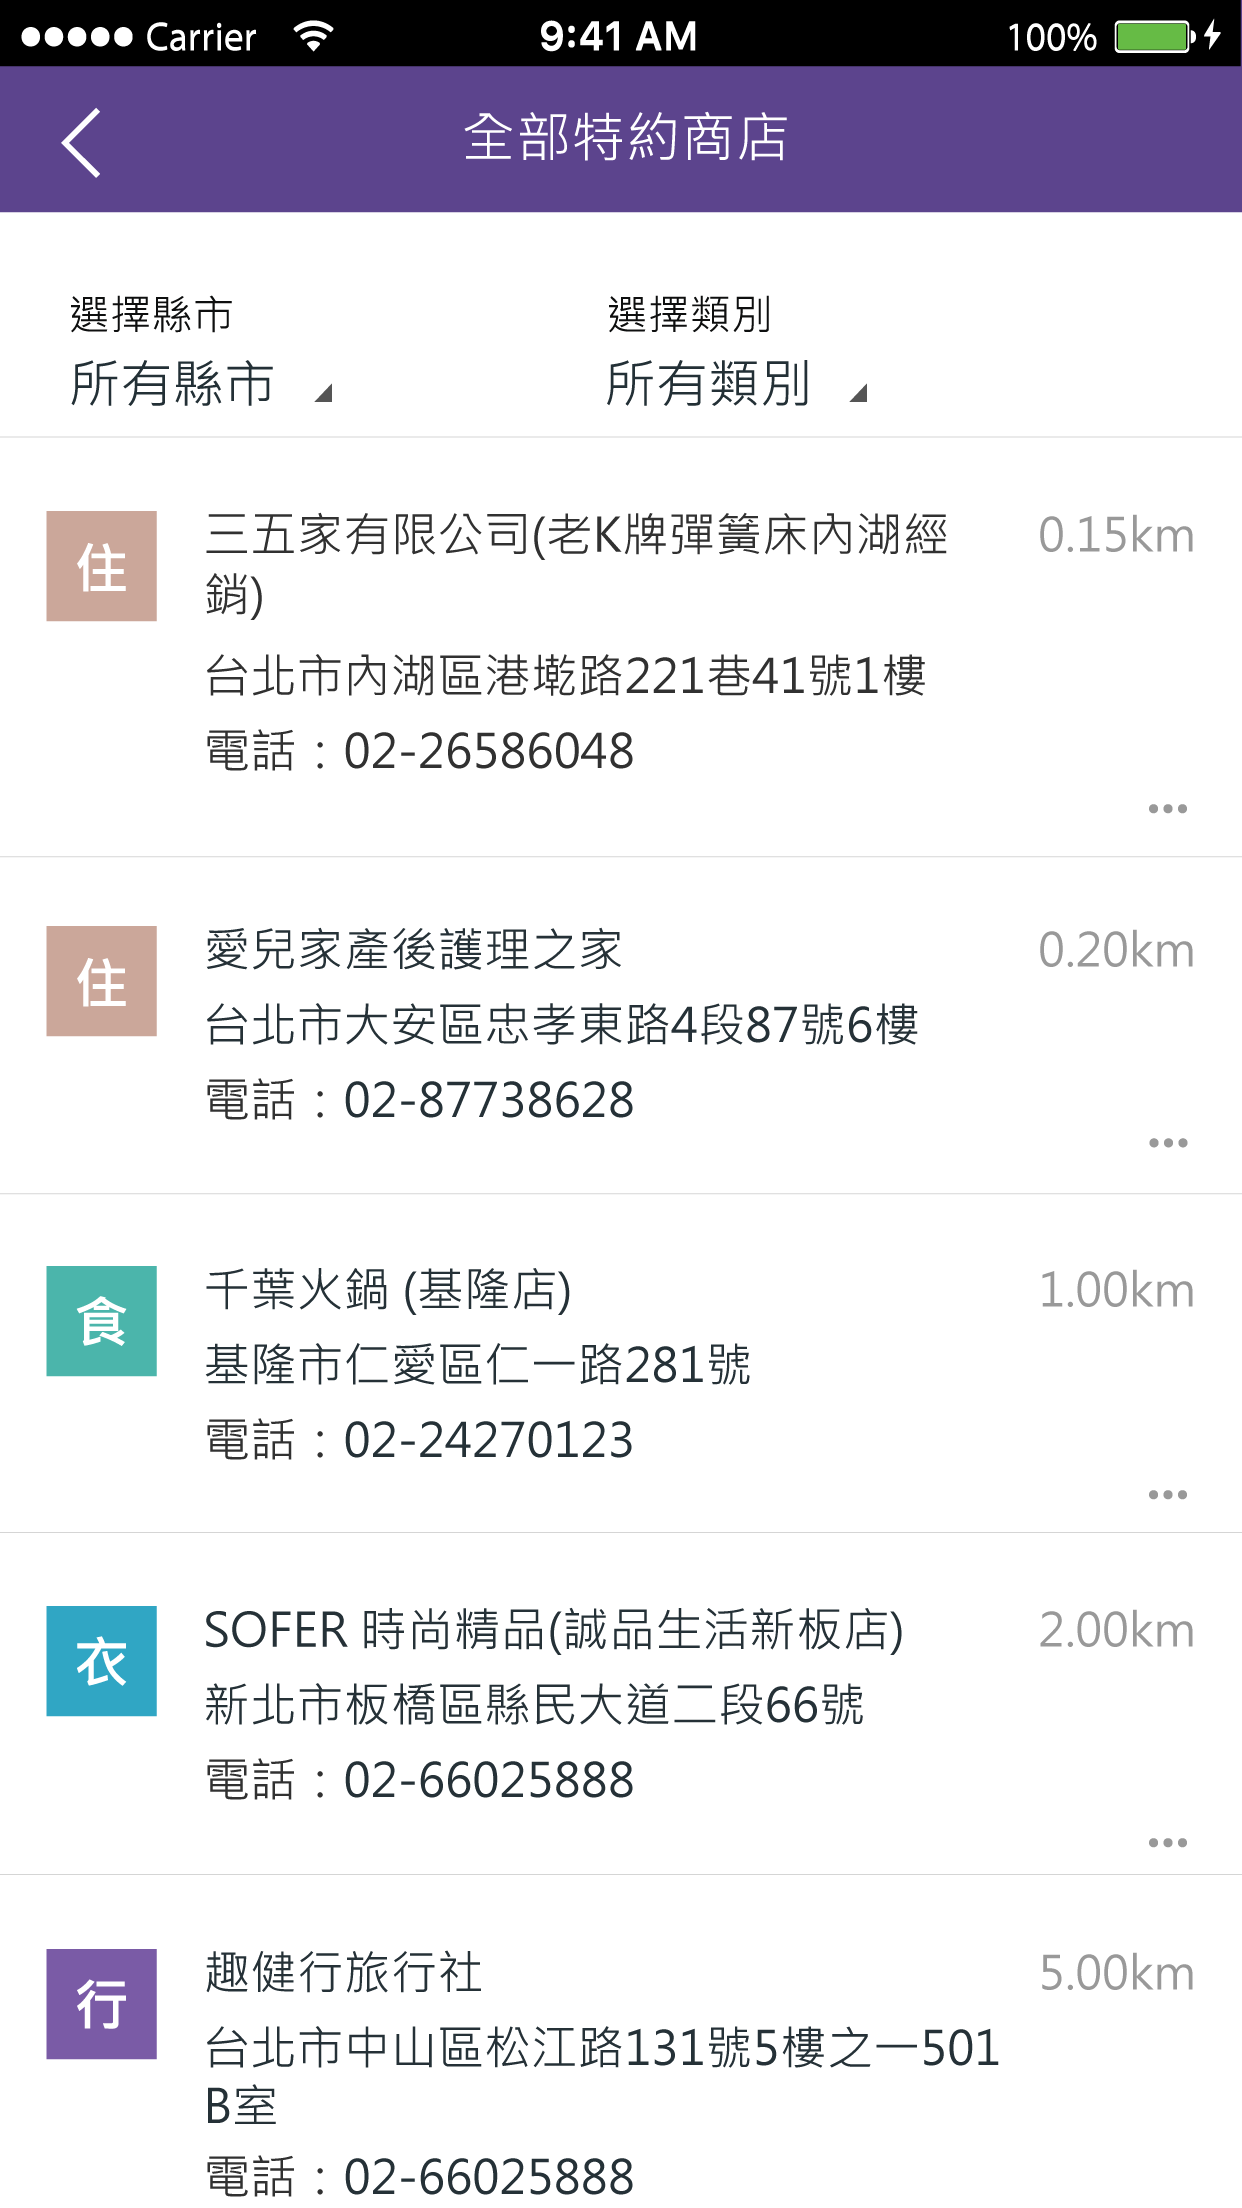 Carrier 9:41 AM 100%
全部特約商店
選擇縣市 選擇類別
所有縣市 所有類別
住 三五家有限公司(老K牌彈簧床內湖經 0.15km
銷)
台北市內湖區港墘路221巷41號1樓
電話：02-26586048
住 愛兒家產後護理之家 0.20km
台北市大安區忠孝東路4段87號6樓
電話：02-87738628
食 千葉火鍋 (基隆店) 1.00km
基隆市仁愛區仁一路281號
電話：02-24270123
衣 SOFER 時尚精品(誠品生活新板店) 2.00km
新北市板橋區縣民大道二段66號
電話：02-66025888
行 趣健行旅行社 5.00km
台北市中山區松江路131號5樓之一501
B室
電話：02-66025888